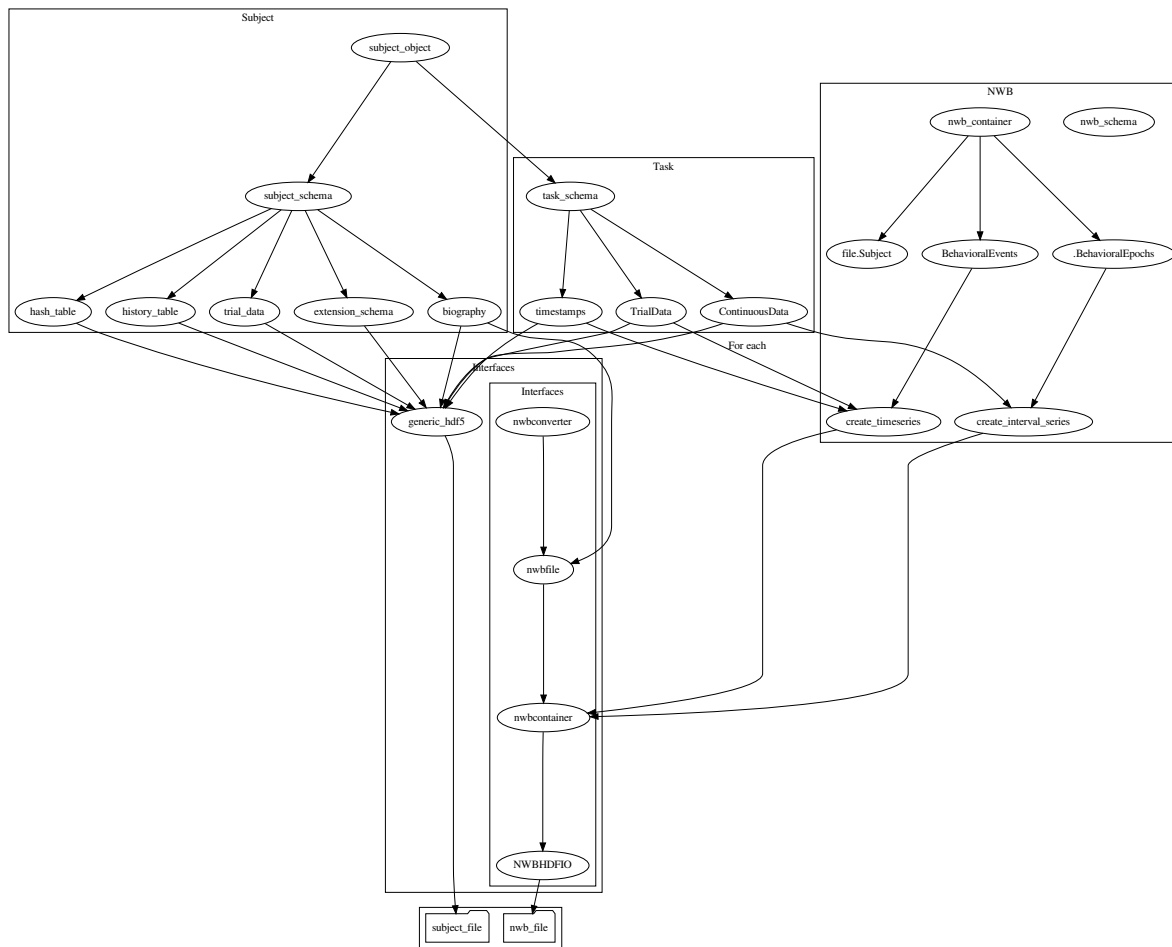 Subject
subject_object
NWB
nwb_container
nwb_schema
Task
subject_schema
task_schema
file.Subject
BehavioralEvents
.BehavioralEpochs
hash_table
history_table
trial_data
extension_schema
biography
timestamps
TrialData
ContinuousData
For each
Interfaces
Interfaces
generic_hdf5
nwbconverter
create_timeseries
create_interval_series
nwbfile
nwbcontainer
NWBHDFIO
subject_file
nwb_file